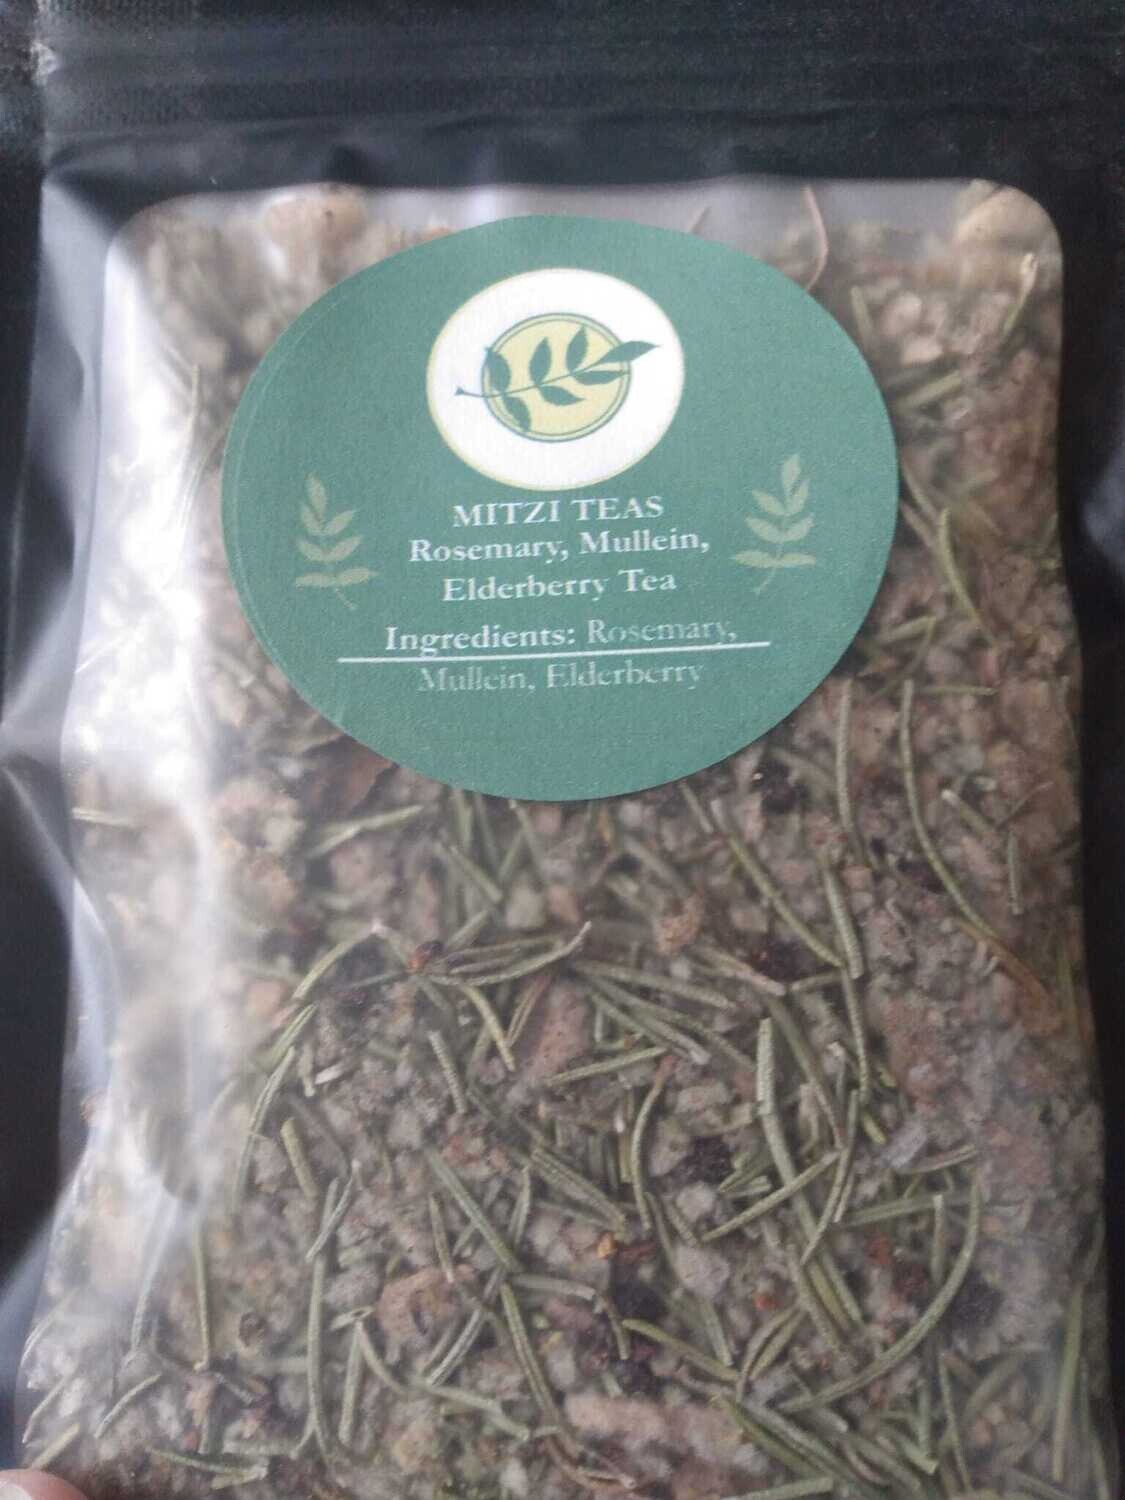 MITZI TEAS
Rosemary, Mullein,
Elderberry Tea
Ingredients: Rosemary,
Mullein, Elderberry